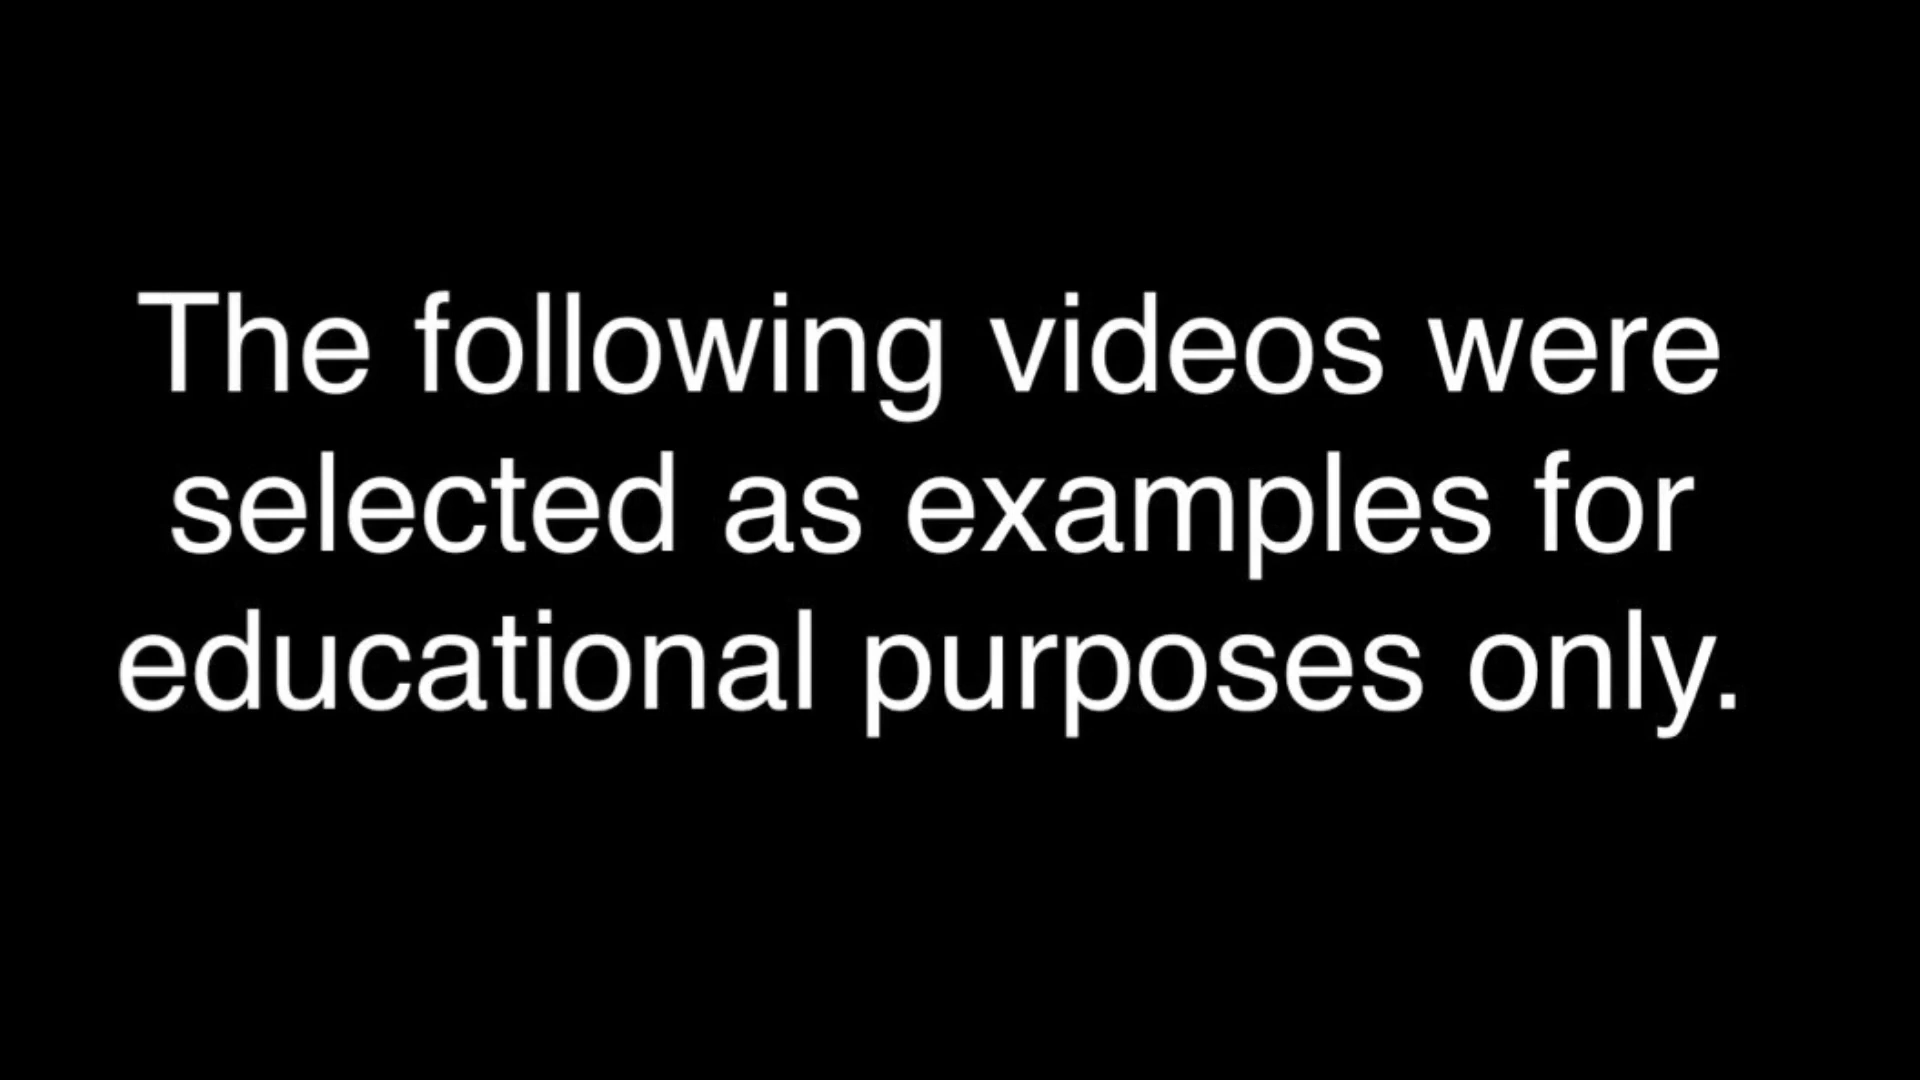 The following videos were
selected as examples for
educational purposes only.